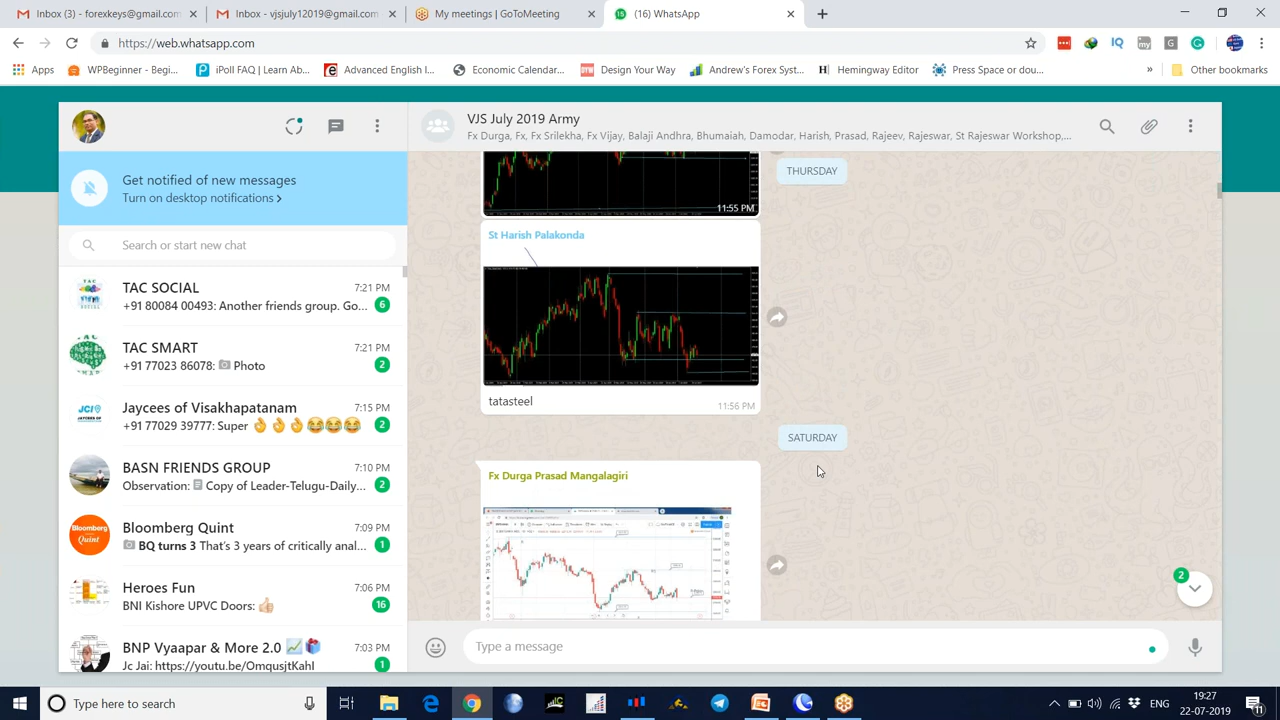 Inbox (3) - forexkeys@gmail.com
Inbox - vjsjuly12019@gmail.com
My meetings | GoToMeeting
(16) WhatsApp
https://web.whatsapp.com
Apps
WPBeginner - Begi...
iPoll FAQ | Learn Ab...
Advanced English I...
Economic Calendar...
Design Your Way
Andrew's Forex Syst...
Hemingway Editor
Press Space or dou...
Other bookmarks
Get notified of new messages
Turn on desktop notifications >
Search or start new chat
TAC SOCIAL 7:21 PM
+91 80084 00493: Another friends group. Go... 6
TAC SMART 7:21 PM
+91 77023 86078: Photo 2
Jaycees of Visakhapatanam 7:15 PM
+91 77029 39777: Super 👌👌👌😂😂😂 2
BASN FRIENDS GROUP 7:10 PM
Observation: Copy of Leader-Telugu-Daily... 2
Bloomberg Quint 7:09 PM
BQ turns 3 That's 3 years of critically anal... 1
Heroes Fun 7:06 PM
BNI Kishore UPVC Doors: 👍 16
BNP Vyaapar & More 2.0 7:03 PM
Jc Jai: https://youtu.be/OmqusjtKahI 1
VJS July 2019 Army
Fx Durga, Fx, Fx Srilekha, Fx Vijay, Balaji Andhra, Bhumaiah, Damodar, Harish, Prasad, Rajeev, Rajeswar, St Rajeswar Workshop,...
THURSDAY
11:55 PM
St Harish Palakonda
tatasteel
11:56 PM
SATURDAY
Fx Durga Prasad Mangalagiri
2
Type a message
Type here to search
ENG
19:27
22-07-2019
11